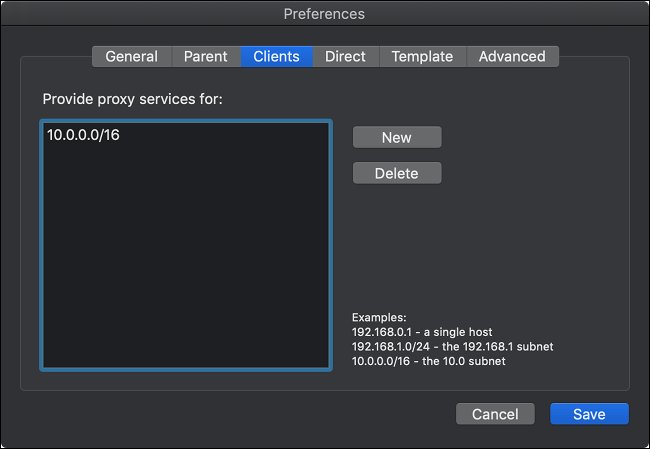 Preferences
General Parent Clients Direct Template Advanced
Provide proxy services for:
10.0.0.0/16
New
Delete
Examples:
192.168.0.1 - a single host
192.168.1.0/24 - the 192.168.1 subnet
10.0.0.0/16 - the 10.0 subnet
Cancel Save